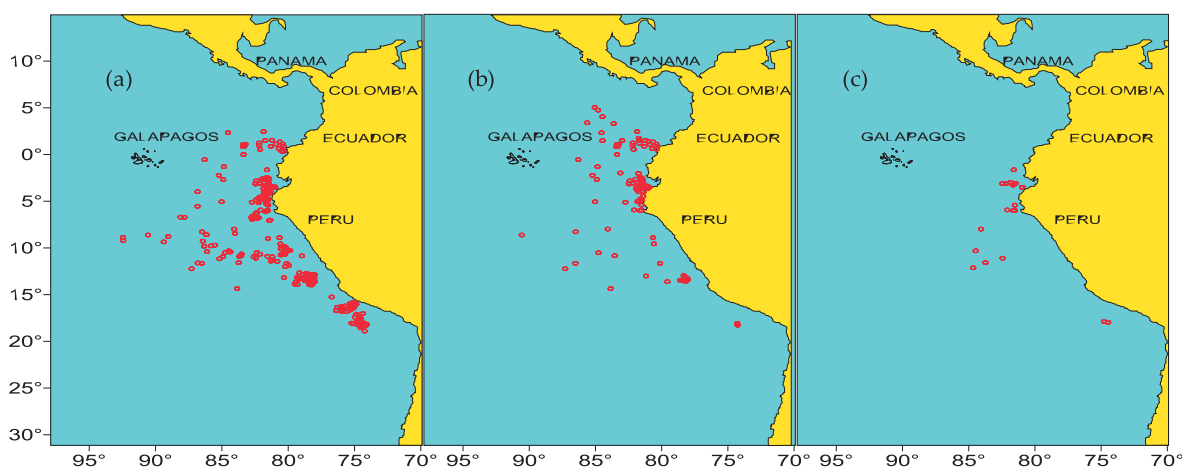 (a)
PANAMA
COLOMBIA
GALAPAGOS
ECUADOR
PERU
(b)
PANAMA
COLOMBIA
GALAPAGOS
ECUADOR
PERU
(c)
PANAMA
COLOMBIA
GALAPAGOS
ECUADOR
PERU
10°
5°
0°
5°
10°
15°
20°
25°
30°
95° 90° 85° 80° 75° 70°
95° 90° 85° 80° 75° 70°
95° 90° 85° 80° 75° 70°